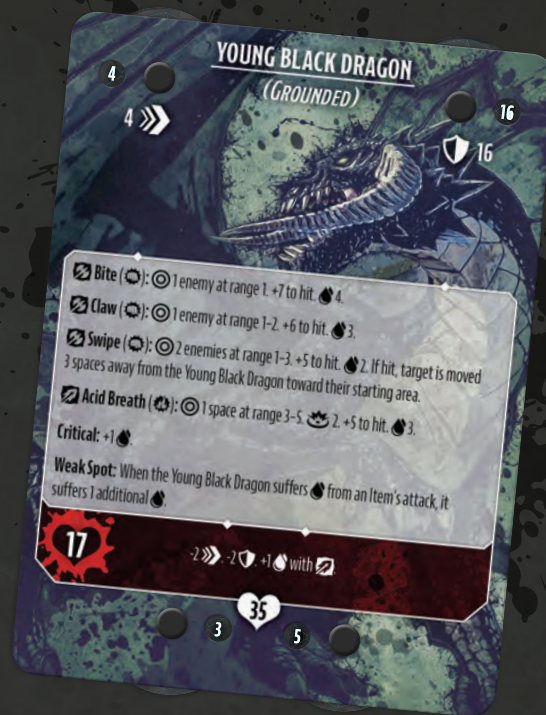 YOUNG BLACK DRAGON
(GROUNDED)
4
16
4
16
Bite ( ): 1 enemy at range 1. +7 to hit. 4.
Claw ( ): 1 enemy at range 1-2. +6 to hit. 3.
Swipe ( ): 2 enemies at range 1-3. +5 to hit. 2. If hit, target is moved
3 spaces away from the Young Black Dragon toward their starting area.
Acid Breath ( ): 1 space at range 3-5. 2. +5 to hit. 3.
Critical: +1 .
Weak Spot: When the Young Black Dragon suffers from an Item's attack, it
suffers 1 additional .
17
-2 . -2 . +1 with
35
3
5